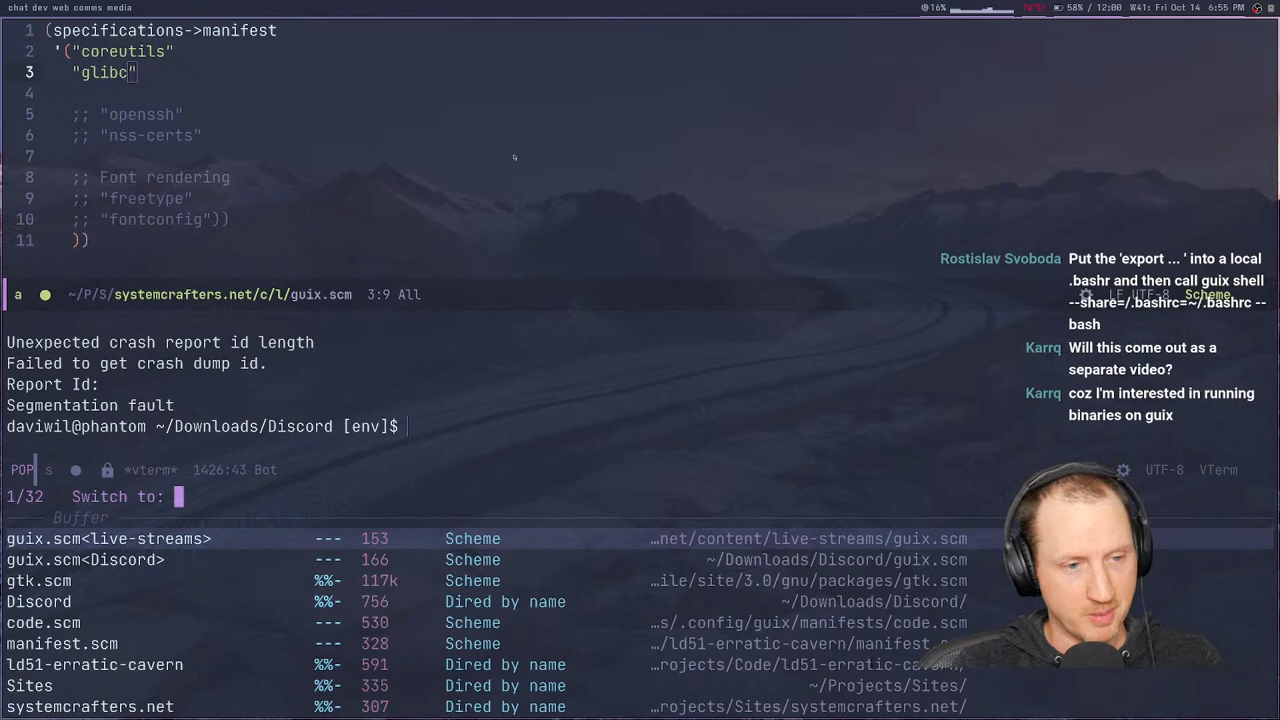 chat dev web comms media
16%
76°C
58% / 12:00
W41: Fri Oct 14
6:55 PM
1 (specifications->manifest
2 '("coreutils"
3 "glibc"
4
5 ;; "openssh"
6 ;; "nss-certs"
7
8 ;; Font rendering
9 ;; "freetype"
10 ;; "fontconfig"))
11 ))
a ~/P/S/systemcrafters.net/c/l/guix.scm 3:9 All
LF UTF-8 Scheme
Rostislav Svoboda Put the 'export ... ' into a local
.bashr and then call guix shell
--share=/.bashrc=~/.bashrc --
bash
Karrq Will this come out as a
separate video?
Karrq coz I'm interested in running
binaries on guix
Unexpected crash report id length
Failed to get crash dump id.
Report Id:
Segmentation fault
daviwil@phantom ~/Downloads/Discord [env]$
POP s *vterm* 1426:43 Bot
UTF-8 VTerm
1/32 Switch to:
Buffer
guix.scm<live-streams> --- 153 Scheme …net/content/live-streams/guix.scm
guix.scm<Discord> --- 166 Scheme ~/Downloads/Discord/guix.scm
gtk.scm %%- 117k Scheme …ile/site/3.0/gnu/packages/gtk.scm
Discord %%- 756 Dired by name ~/Downloads/Discord/
code.scm --- 530 Scheme …s/.config/guix/manifests/code.scm
manifest.scm --- 328 Scheme …/ld51-erratic-cavern/manifest.s
ld51-erratic-cavern %%- 591 Dired by name …rojects/Code/ld51-erratic-ca
Sites %%- 335 Dired by name ~/Projects/Sites/
systemcrafters.net %%- 307 Dired by name …rojects/Sites/systemcrafters.net/